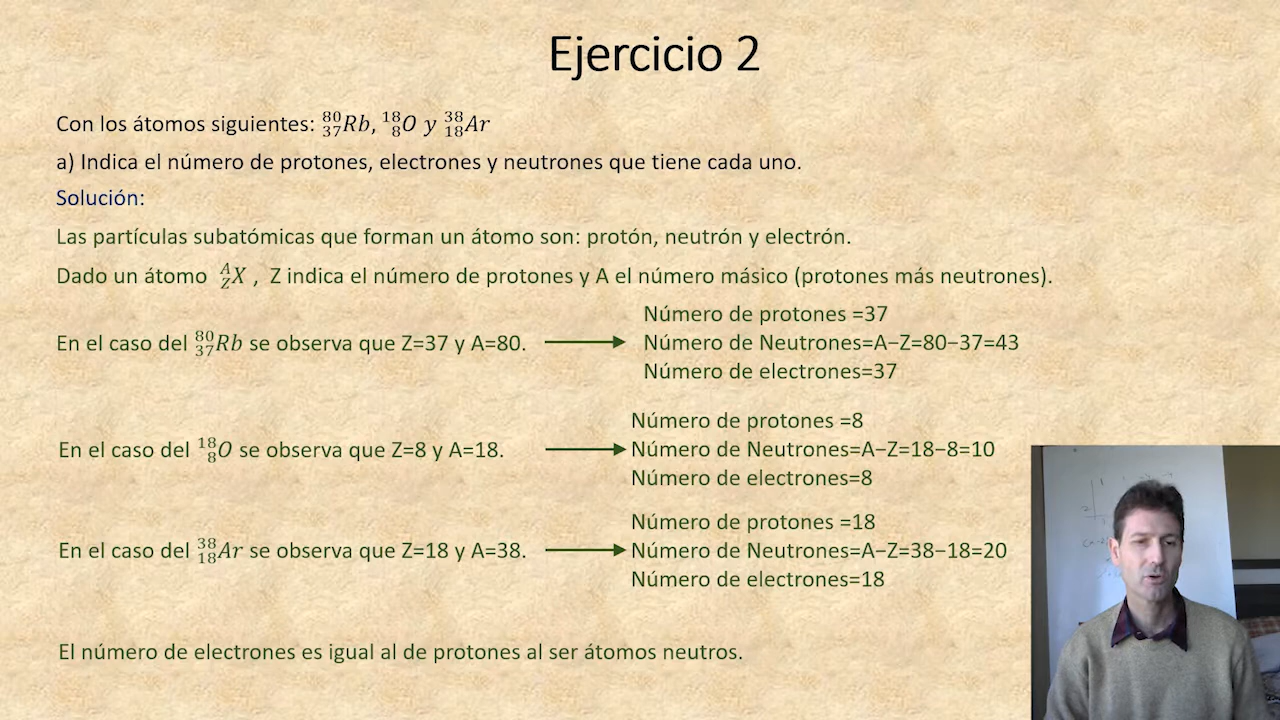 Ejercicio 2
Con los átomos siguientes: ⁸⁰₃₇Rb, ¹⁸₈O y ³⁸₁₈Ar
a) Indica el número de protones, electrones y neutrones que tiene cada uno.
Solución:
Las partículas subatómicas que forman un átomo son: protón, neutrón y electrón.
Dado un átomo ᴬ_Z X , Z indica el número de protones y A el número másico (protones más neutrones).
Número de protones =37
En el caso del ⁸⁰₃₇Rb se observa que Z=37 y A=80. → Número de Neutrones=A−Z=80−37=43
Número de electrones=37
Número de protones =8
En el caso del ¹⁸₈O se observa que Z=8 y A=18. → Número de Neutrones=A−Z=18−8=10
Número de electrones=8
Número de protones =18
En el caso del ³⁸₁₈Ar se observa que Z=18 y A=38. → Número de Neutrones=A−Z=38−18=20
Número de electrones=18
El número de electrones es igual al de protones al ser átomos neutros.